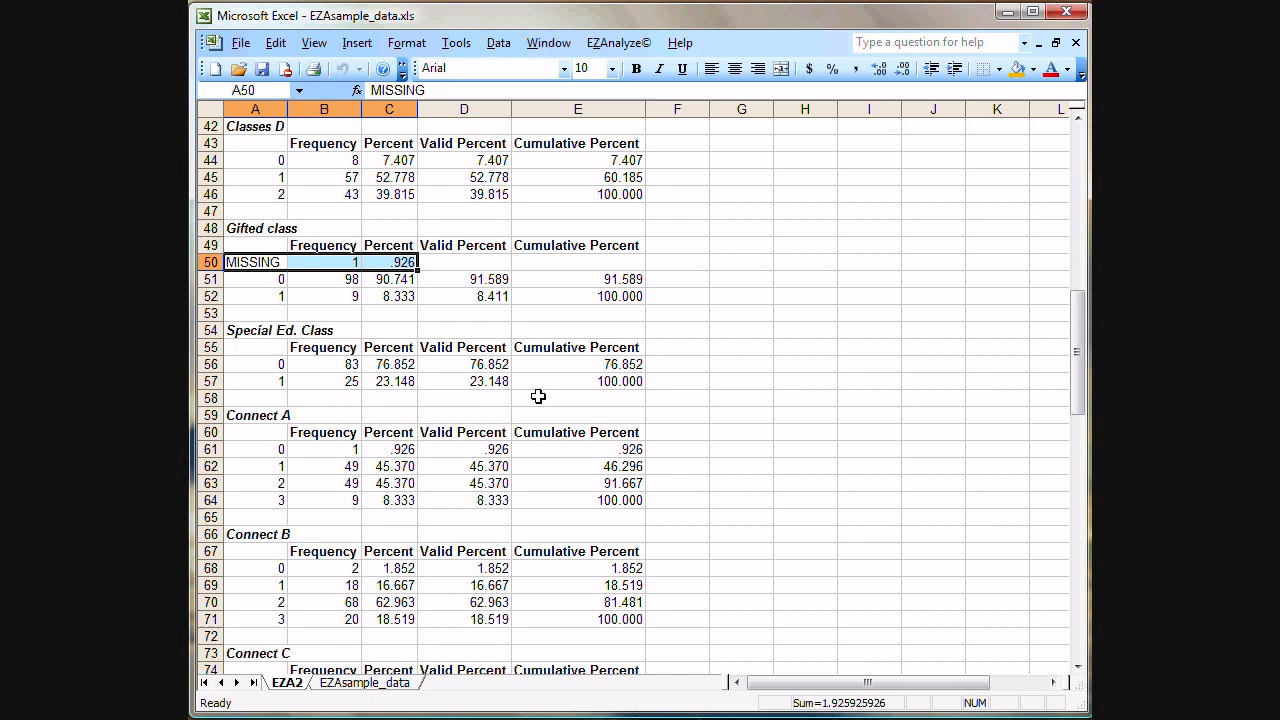 Microsoft Excel - EZAsample_data.xls
File Edit View Insert Format Tools Data Window EZAnalyze© Help Type a question for help
Arial 10 B I U $ % ,
A50 fx MISSING
A B C D E F G H I J K L
42 Classes D
43 Frequency Percent Valid Percent Cumulative Percent
44 0 8 7.407 7.407 7.407
45 1 57 52.778 52.778 60.185
46 2 43 39.815 39.815 100.000
47
48 Gifted class
49 Frequency Percent Valid Percent Cumulative Percent
50 MISSING 1 .926
51 0 98 90.741 91.589 91.589
52 1 9 8.333 8.411 100.000
53
54 Special Ed. Class
55 Frequency Percent Valid Percent Cumulative Percent
56 0 83 76.852 76.852 76.852
57 1 25 23.148 23.148 100.000
58
59 Connect A
60 Frequency Percent Valid Percent Cumulative Percent
61 0 1 .926 .926 .926
62 1 49 45.370 45.370 46.296
63 2 49 45.370 45.370 91.667
64 3 9 8.333 8.333 100.000
65
66 Connect B
67 Frequency Percent Valid Percent Cumulative Percent
68 0 2 1.852 1.852 1.852
69 1 18 16.667 16.667 18.519
70 2 68 62.963 62.963 81.481
71 3 20 18.519 18.519 100.000
72
73 Connect C
74 Frequency Percent Valid Percent Cumulative Percent
EZA2 EZAsample_data
Ready Sum=1.925925926 NUM